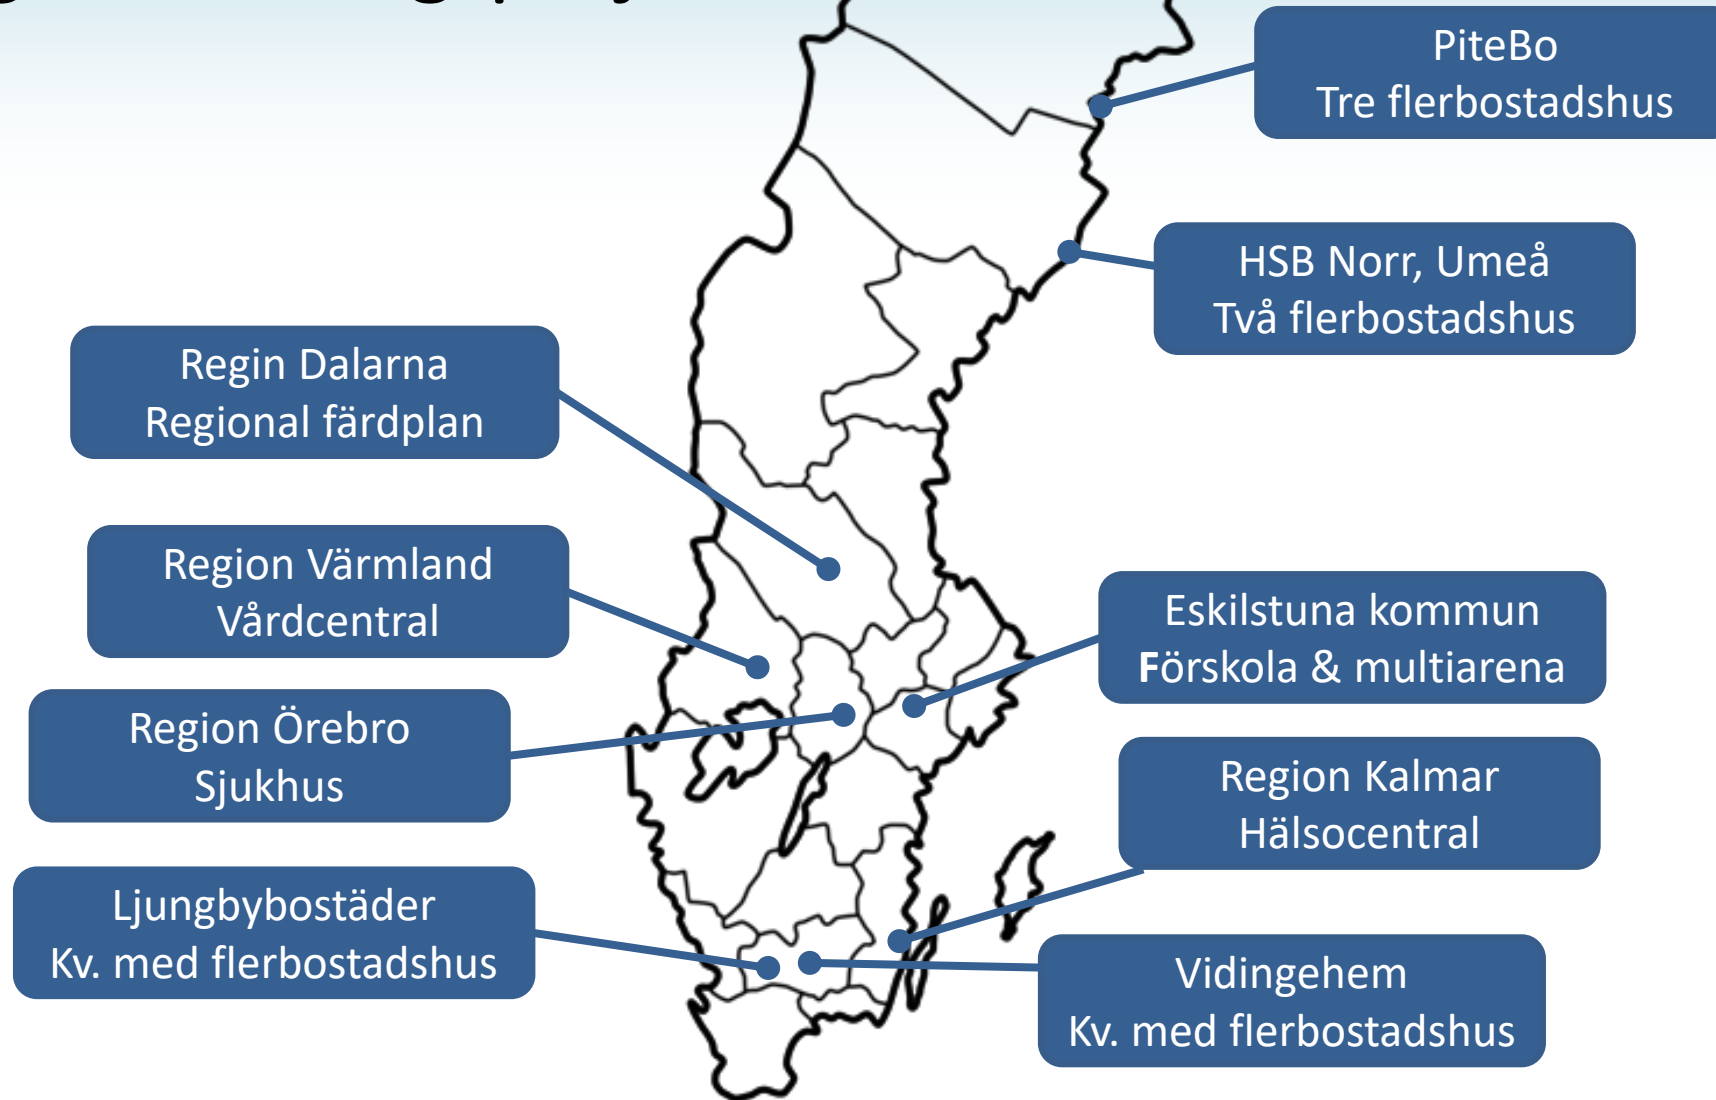 PiteBo
Tre flerbostadshus
HSB Norr, Umeå
Två flerbostadshus
Regin Dalarna
Regional färdplan
Region Värmland
Vårdcentral
Eskilstuna kommun
Förskola & multiarena
Region Örebro
Sjukhus
Region Kalmar
Hälsocentral
Ljungbybostäder
Kv. med flerbostadshus
Vidingehem
Kv. med flerbostadshus